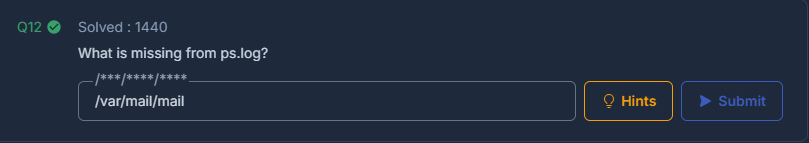 Q12 Solved : 1440
What is missing from ps.log?
/***/****/****
/var/mail/mail Hints Submit